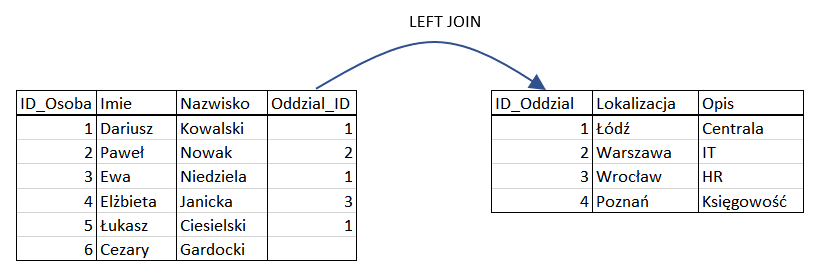 LEFT JOIN
ID_Osoba Imie Nazwisko Oddzial_ID
1 Dariusz Kowalski 1
2 Paweł Nowak 2
3 Ewa Niedziela 1
4 Elżbieta Janicka 3
5 Łukasz Ciesielski 1
6 Cezary Gardocki
ID_Oddzial Lokalizacja Opis
1 Łódź Centrala
2 Warszawa IT
3 Wrocław HR
4 Poznań Księgowość